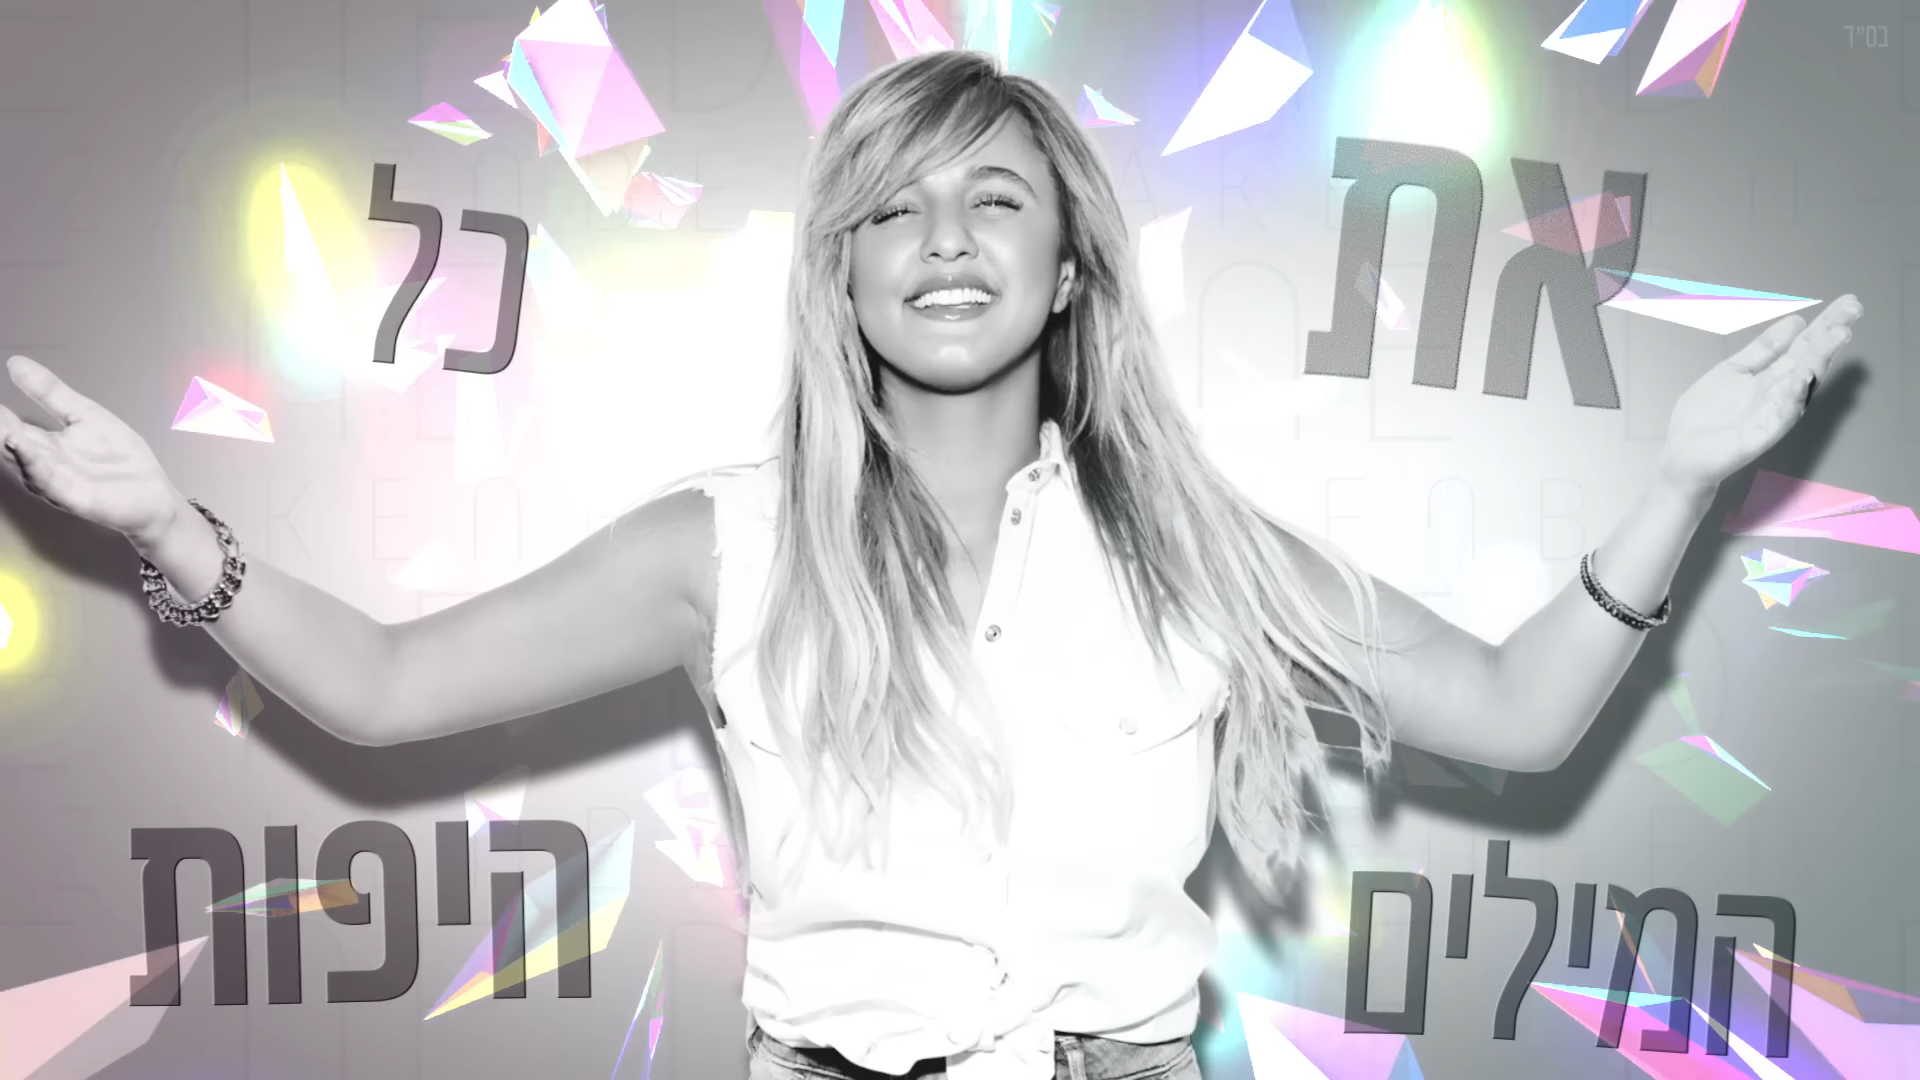 בס״ד
את
כל
המילים
היפות